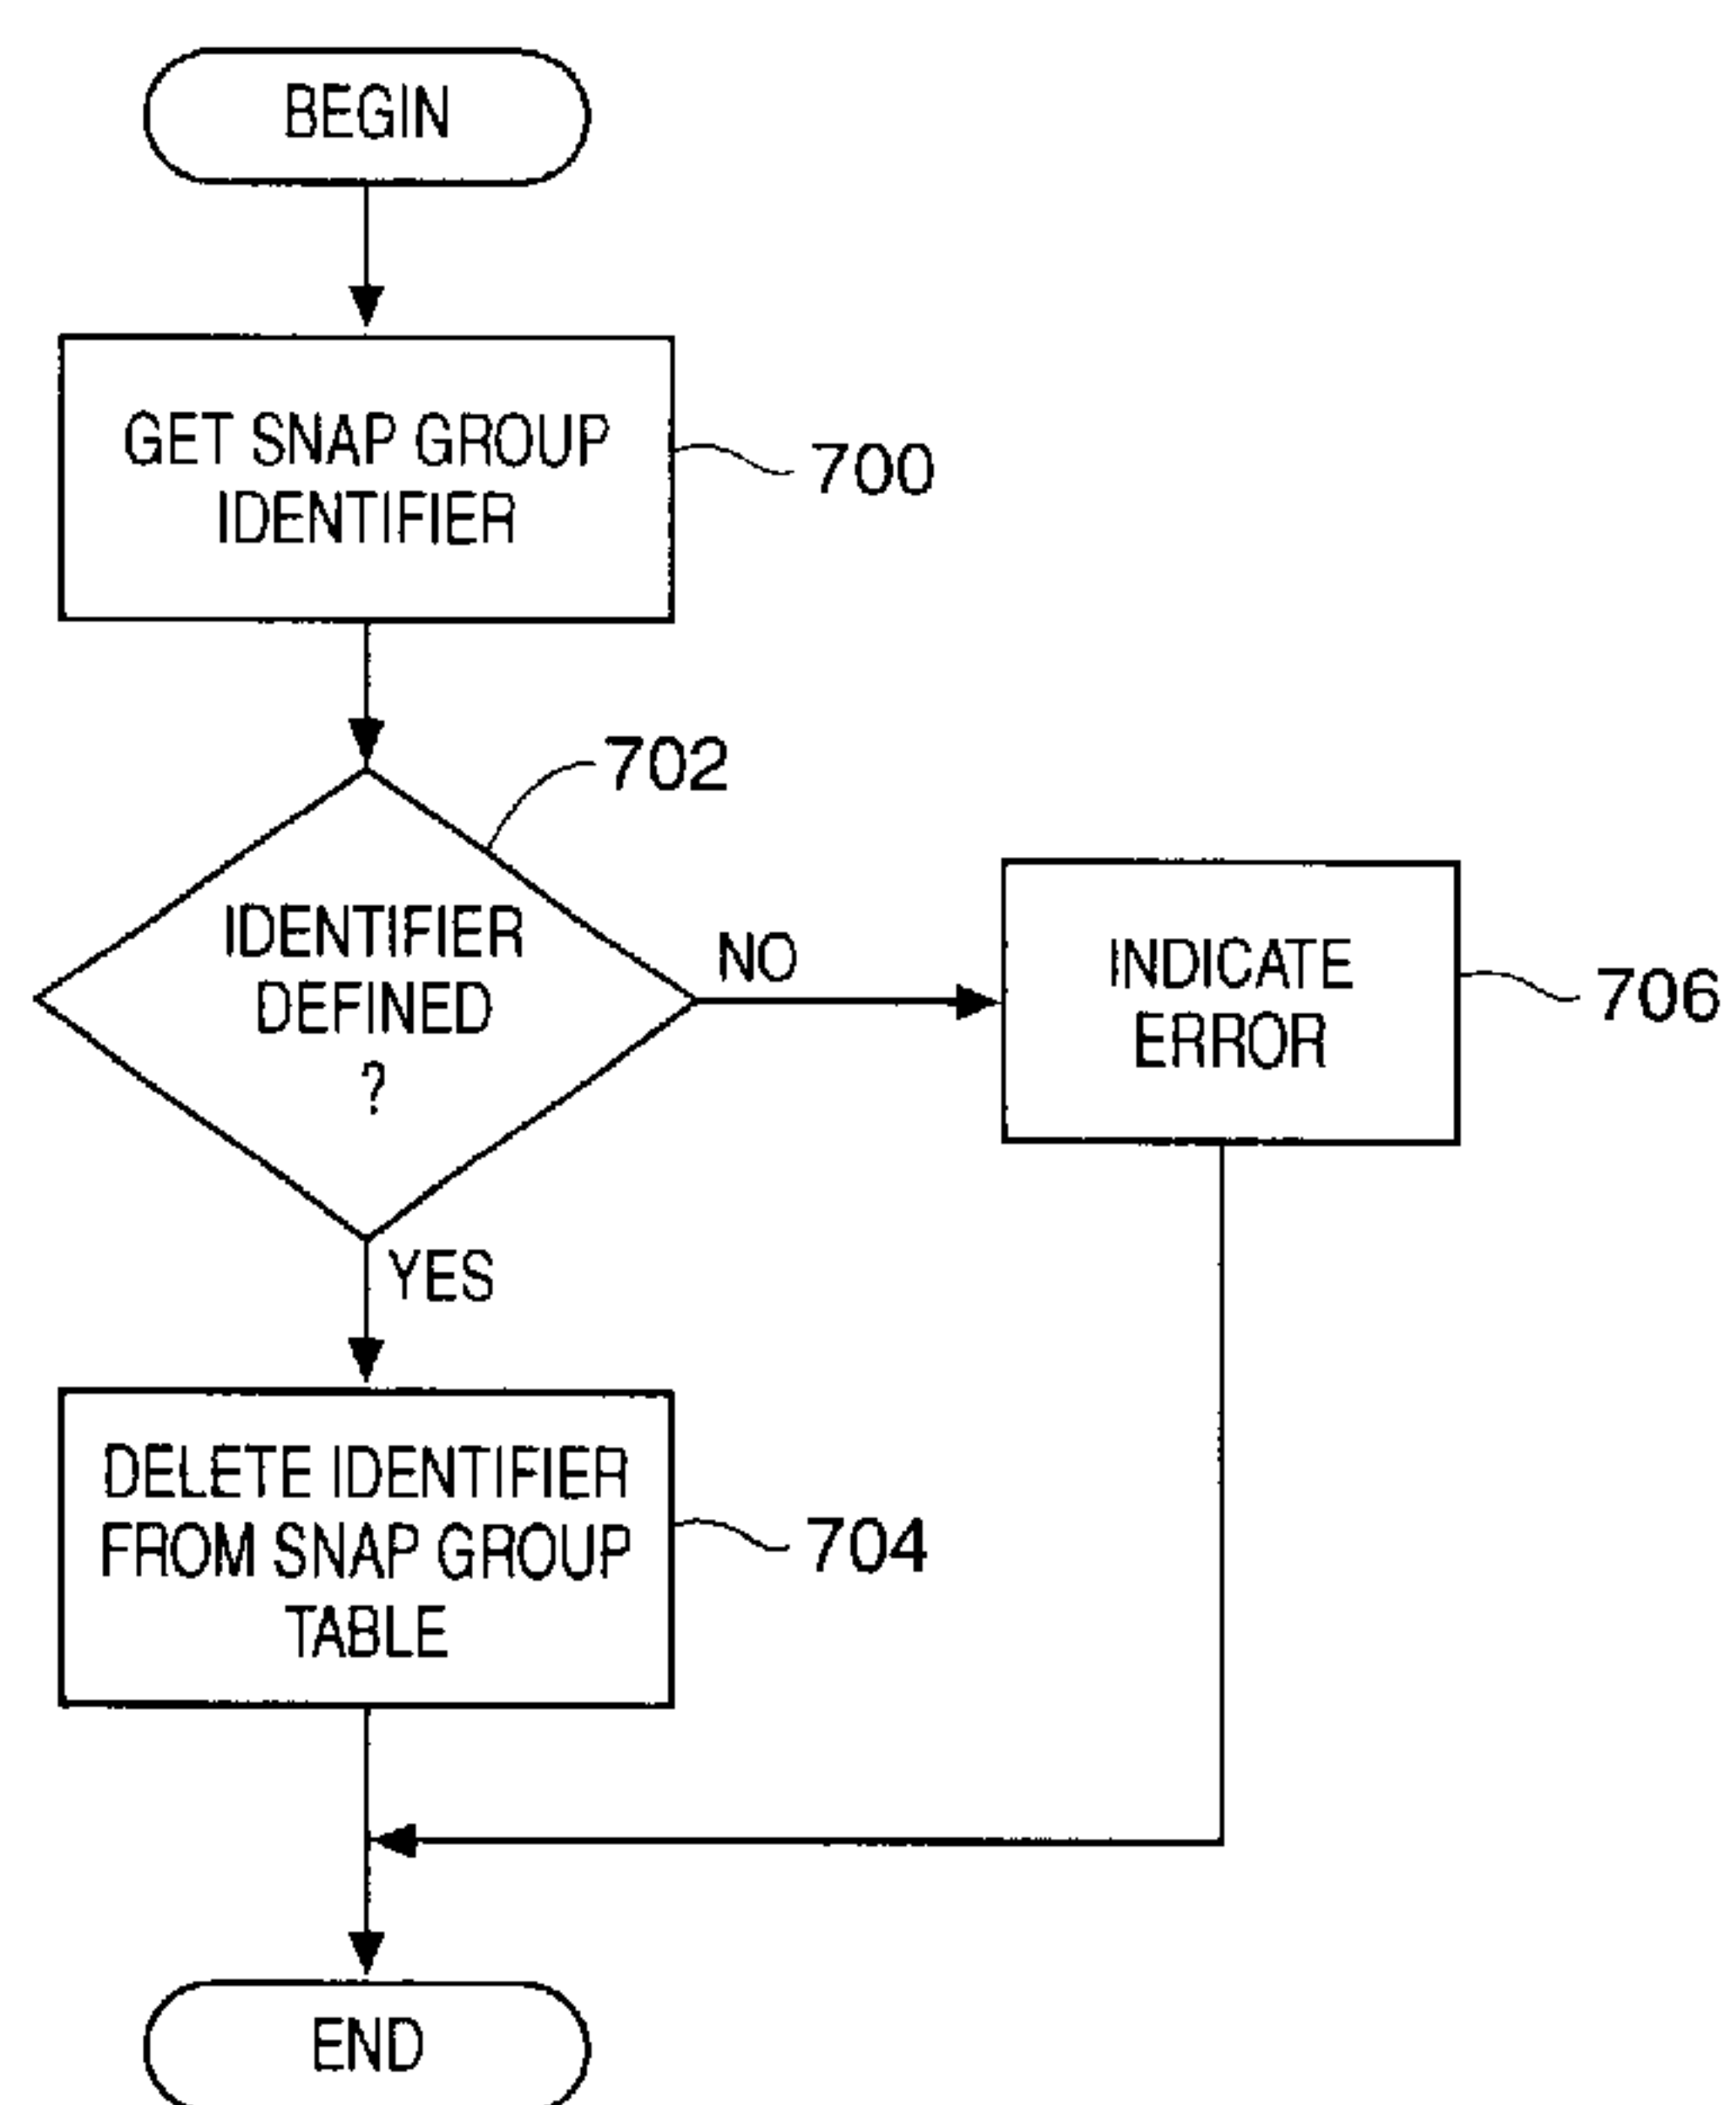 BEGIN
GET SNAP GROUP
IDENTIFIER
700
702
IDENTIFIER
DEFINED
?
NO
INDICATE
ERROR
706
YES
DELETE IDENTIFIER
FROM SNAP GROUP
TABLE
704
END